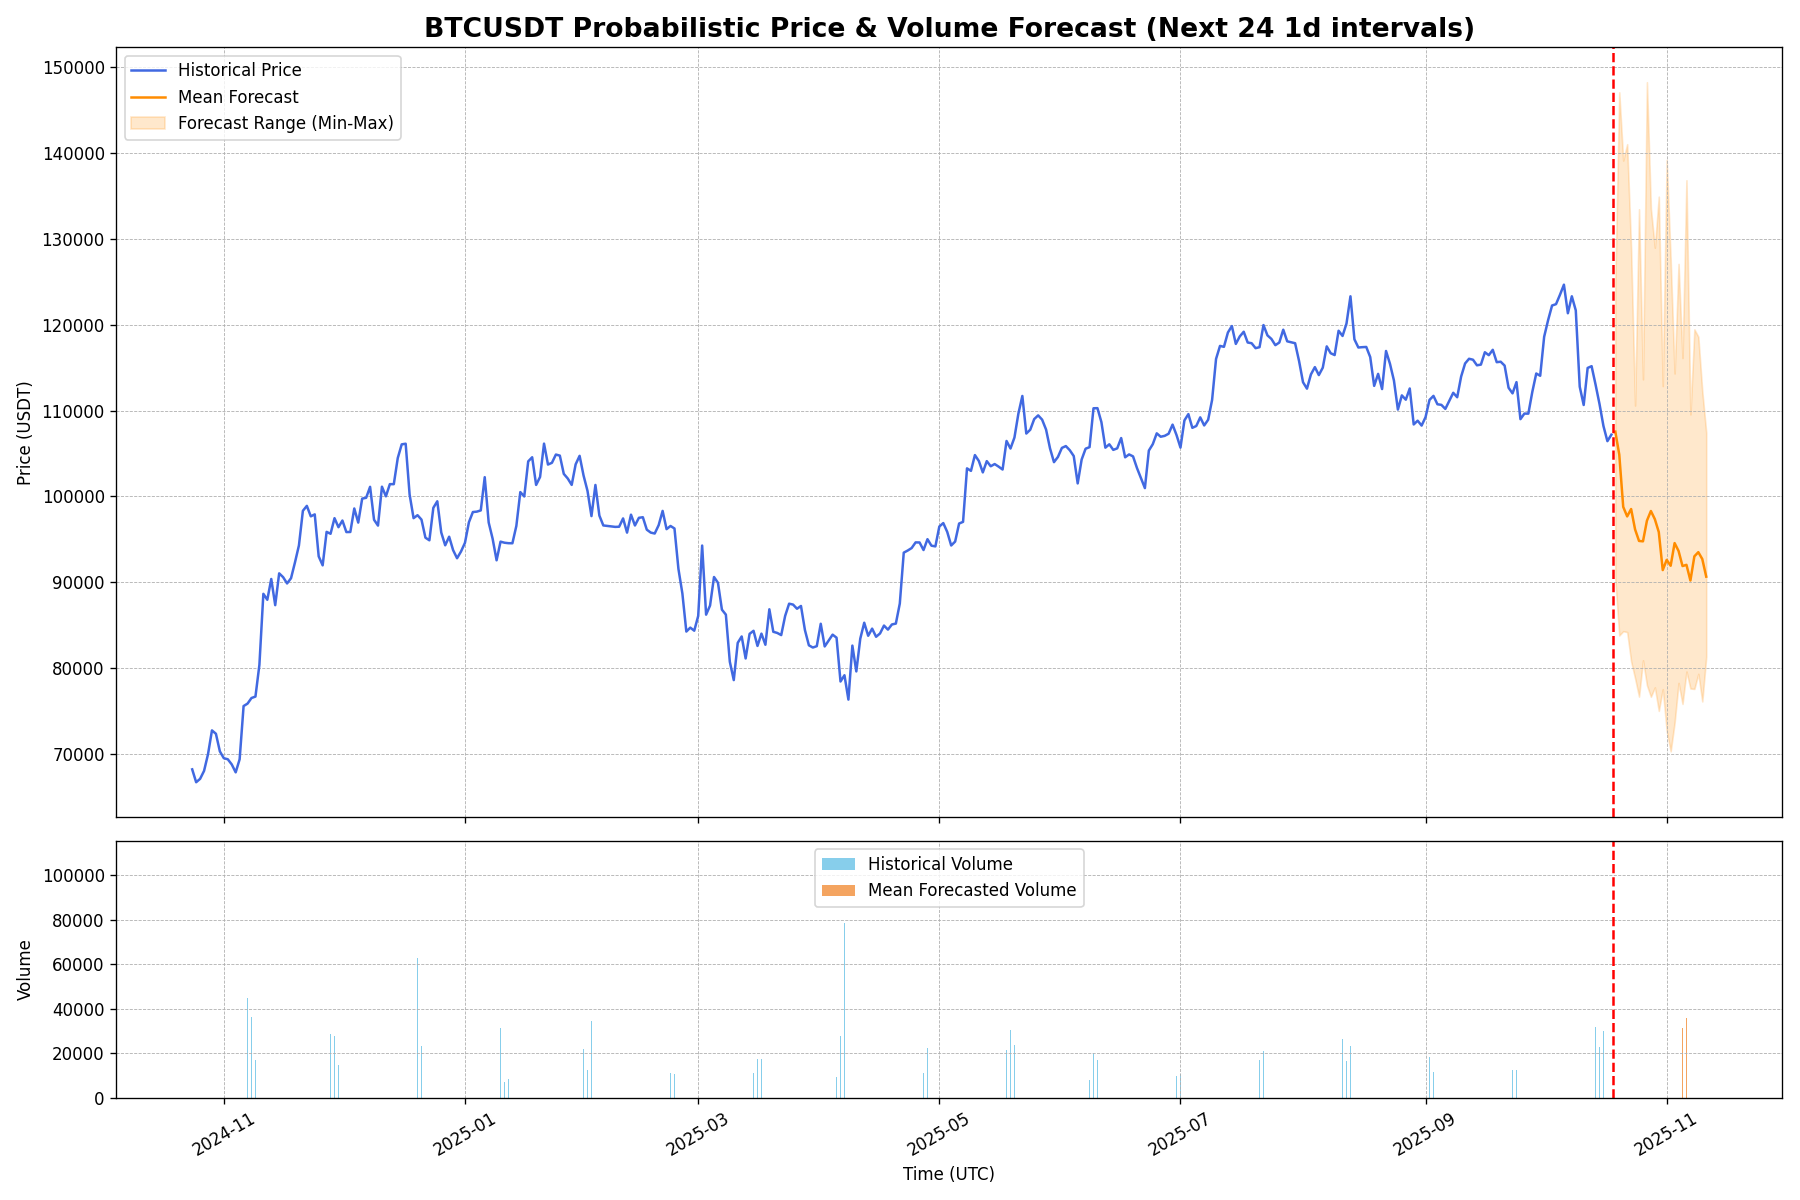 BTCUSDT Probabilistic Price & Volume Forecast (Next 24 1d intervals)
Historical Price
Mean Forecast
Forecast Range (Min-Max)
Price (USDT)
150000
140000
130000
120000
110000
100000
90000
80000
70000
Historical Volume
Mean Forecasted Volume
Volume
100000
80000
60000
40000
20000
0
2024-11
2025-01
2025-03
2025-05
2025-07
2025-09
2025-11
Time (UTC)